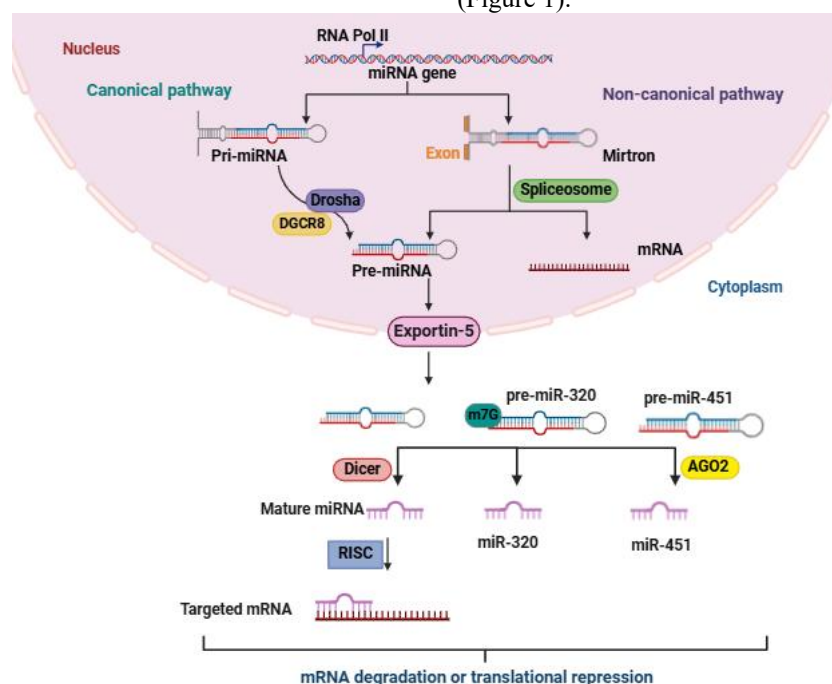 (Figure 1).
RNA Pol II
Nucleus
miRNA gene
Canonical pathway
Non-canonical pathway
Pri-miRNA
Exon
Mirtron
Spliceosome
Drosha
DGCR8
mRNA
Pre-miRNA
Cytoplasm
Exportin-5
pre-miR-320
pre-miR-451
m7G
Dicer
AGO2
Mature miRNA
miR-320
miR-451
RISC
Targeted mRNA
mRNA degradation or translational repression